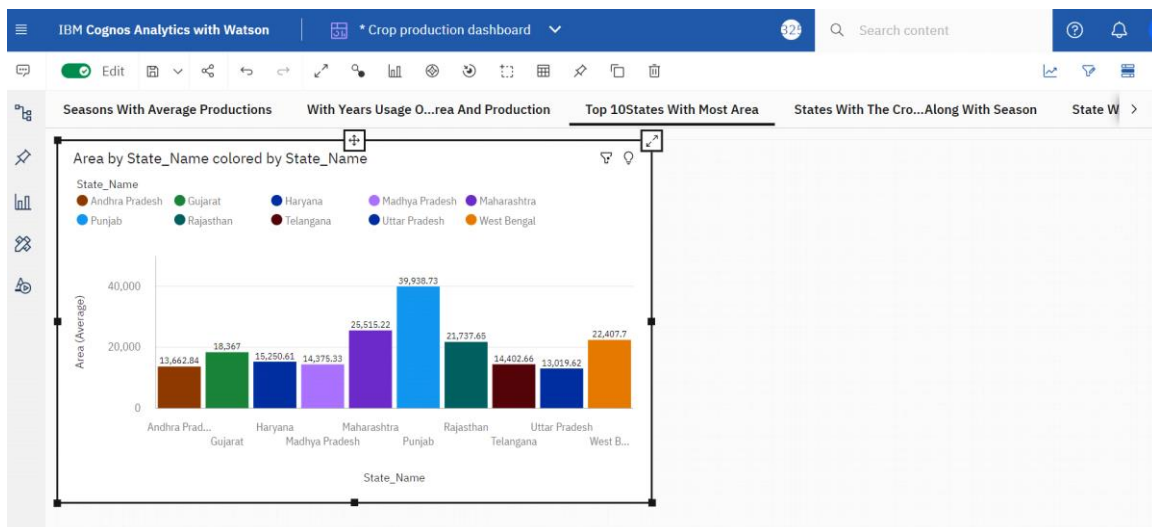 IBM Cognos Analytics with Watson
* Crop production dashboard
Search content
Edit
Seasons With Average Productions
With Years Usage O...rea And Production
Top 10States With Most Area
States With The Cro...Along With Season
State W
Area by State_Name colored by State_Name
State_Name
Andhra Pradesh Gujarat Haryana Madhya Pradesh Maharashtra
Punjab Rajasthan Telangana Uttar Pradesh West Bengal
Area (Average)
40,000
20,000
0
13,662.84
18,367
15,250.61
14,375.33
25,515.22
39,938.73
21,737.65
14,402.66
13,019.62
22,407.7
Andhra Prad... Haryana Maharashtra Rajasthan Uttar Pradesh
Gujarat Madhya Pradesh Punjab Telangana West B...
State_Name